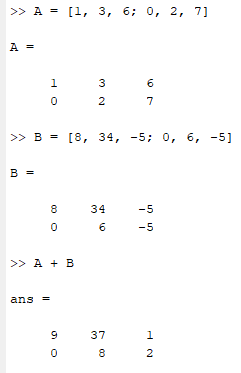 >> A = [1, 3, 6; 0, 2, 7]
A =
1 3 6
0 2 7
>> B = [8, 34, -5; 0, 6, -5]
B =
8 34 -5
0 6 -5
>> A + B
ans =
9 37 1
0 8 2